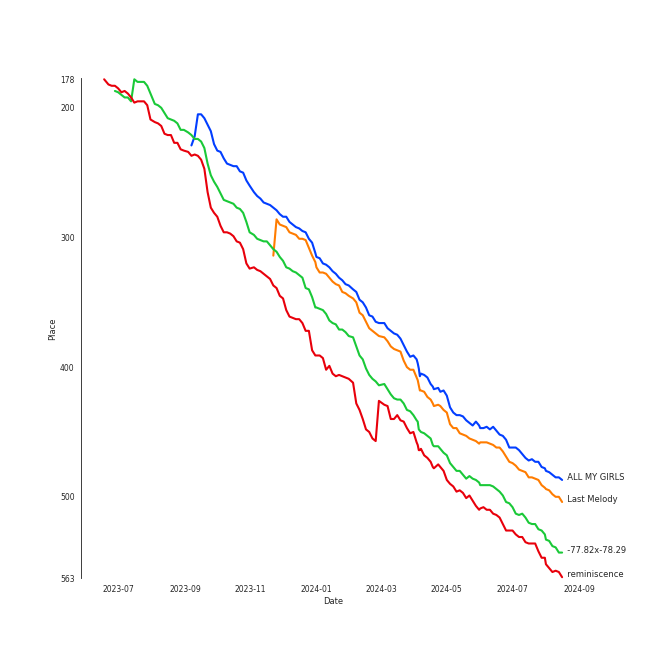 178
200
300
400
500
563
Place
2023-07
2023-09
2023-11
2024-01
2024-03
2024-05
2024-07
2024-09
Date
ALL MY GIRLS
Last Melody
-77.82x-78.29
reminiscence